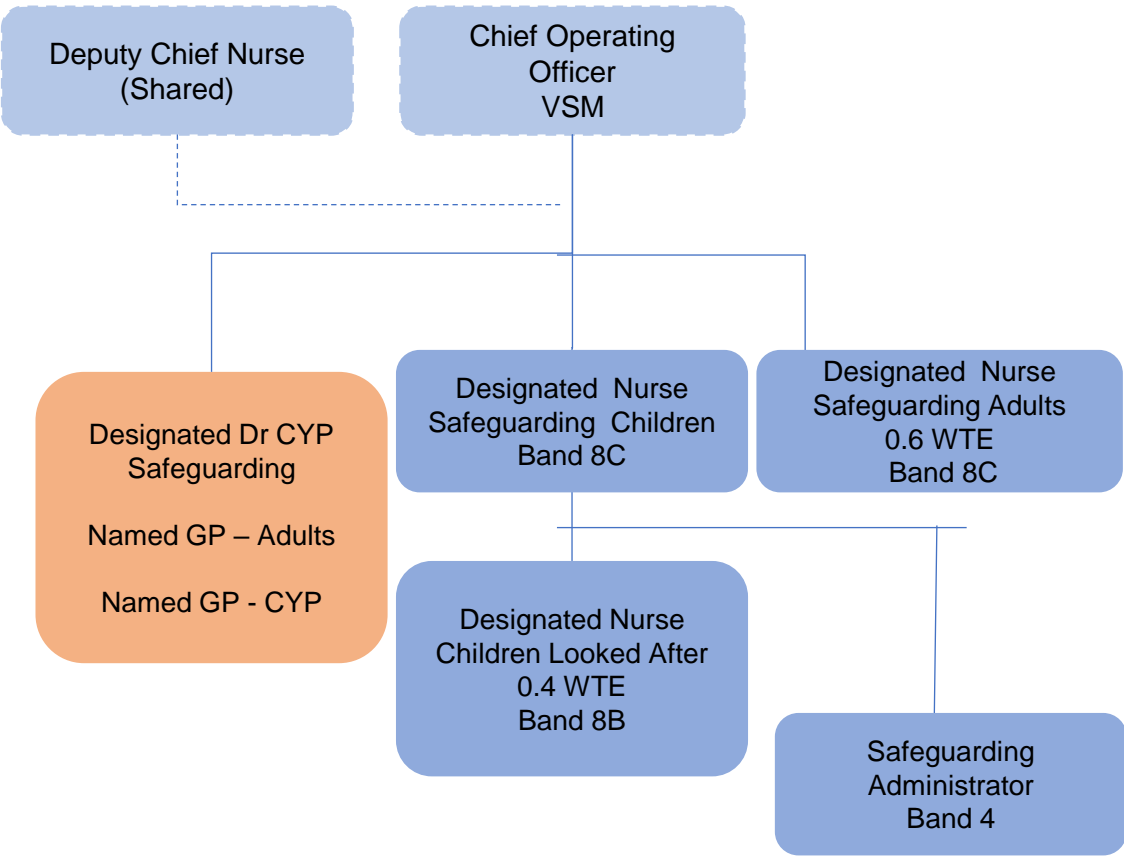 Deputy Chief Nurse
(Shared)
Chief Operating
Officer
VSM
Designated Dr CYP
Safeguarding
Named GP – Adults
Named GP - CYP
Designated Nurse
Safeguarding Children
Band 8C
Designated Nurse
Safeguarding Adults
0.6 WTE
Band 8C
Designated Nurse
Children Looked After
0.4 WTE
Band 8B
Safeguarding
Administrator
Band 4